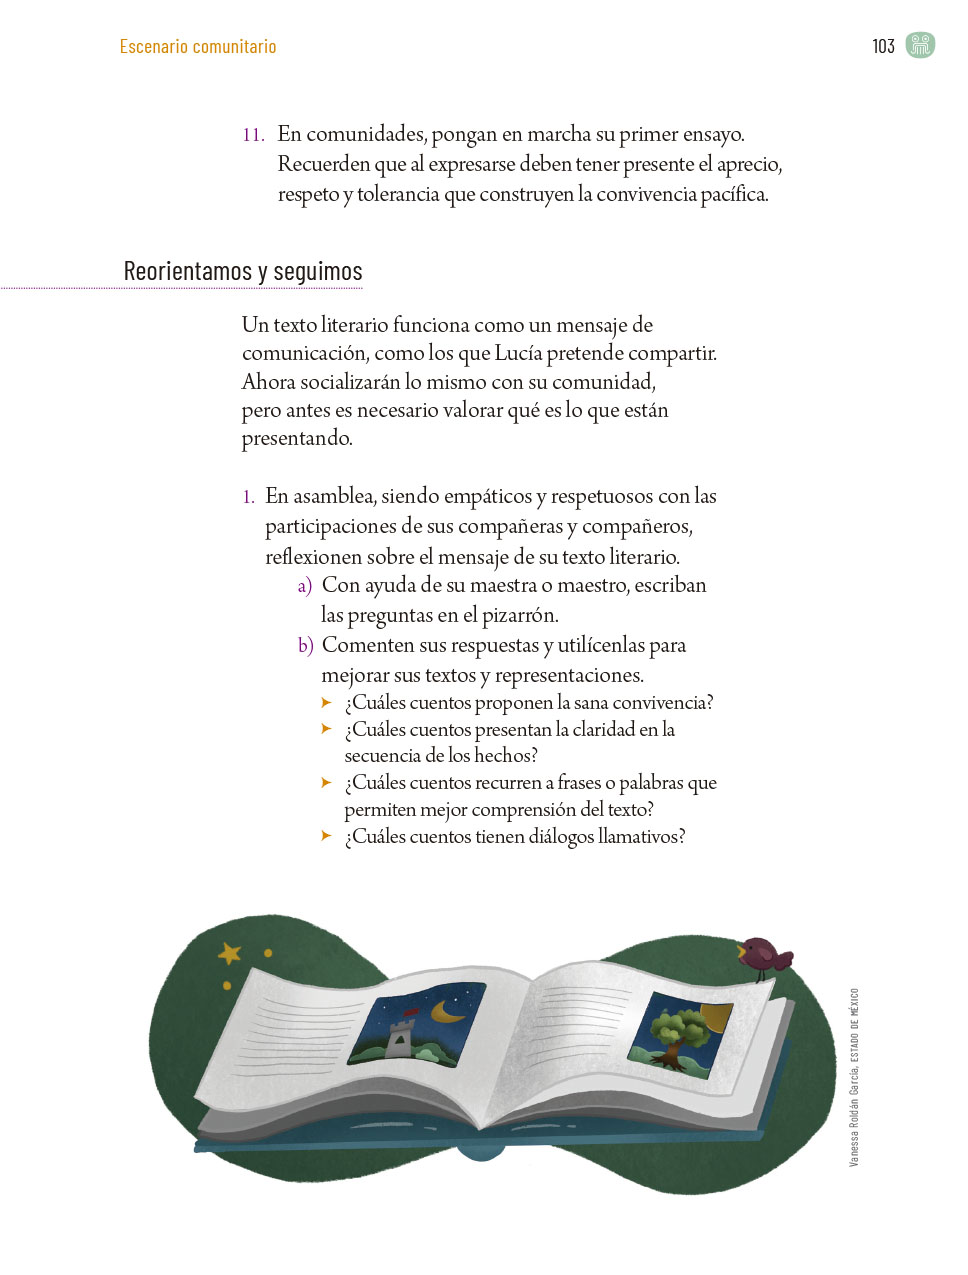 Escenario comunitario
103
11. En comunidades, pongan en marcha su primer ensayo.
Recuerden que al expresarse deben tener presente el aprecio,
respeto y tolerancia que construyen la convivencia pacífica.
Reorientamos y seguimos
Un texto literario funciona como un mensaje de
comunicación, como los que Lucía pretende compartir.
Ahora socializarán lo mismo con su comunidad,
pero antes es necesario valorar qué es lo que están
presentando.
1. En asamblea, siendo empáticos y respetuosos con las
participaciones de sus compañeras y compañeros,
reflexionen sobre el mensaje de su texto literario.
a) Con ayuda de su maestra o maestro, escriban
las preguntas en el pizarrón.
b) Comenten sus respuestas y utilícenlas para
mejorar sus textos y representaciones.
➤ ¿Cuáles cuentos proponen la sana convivencia?
➤ ¿Cuáles cuentos presentan la claridad en la
secuencia de los hechos?
➤ ¿Cuáles cuentos recurren a frases o palabras que
permiten mejor comprensión del texto?
➤ ¿Cuáles cuentos tienen diálogos llamativos?
Vanessa Roldán García, ESTADO DE MÉXICO